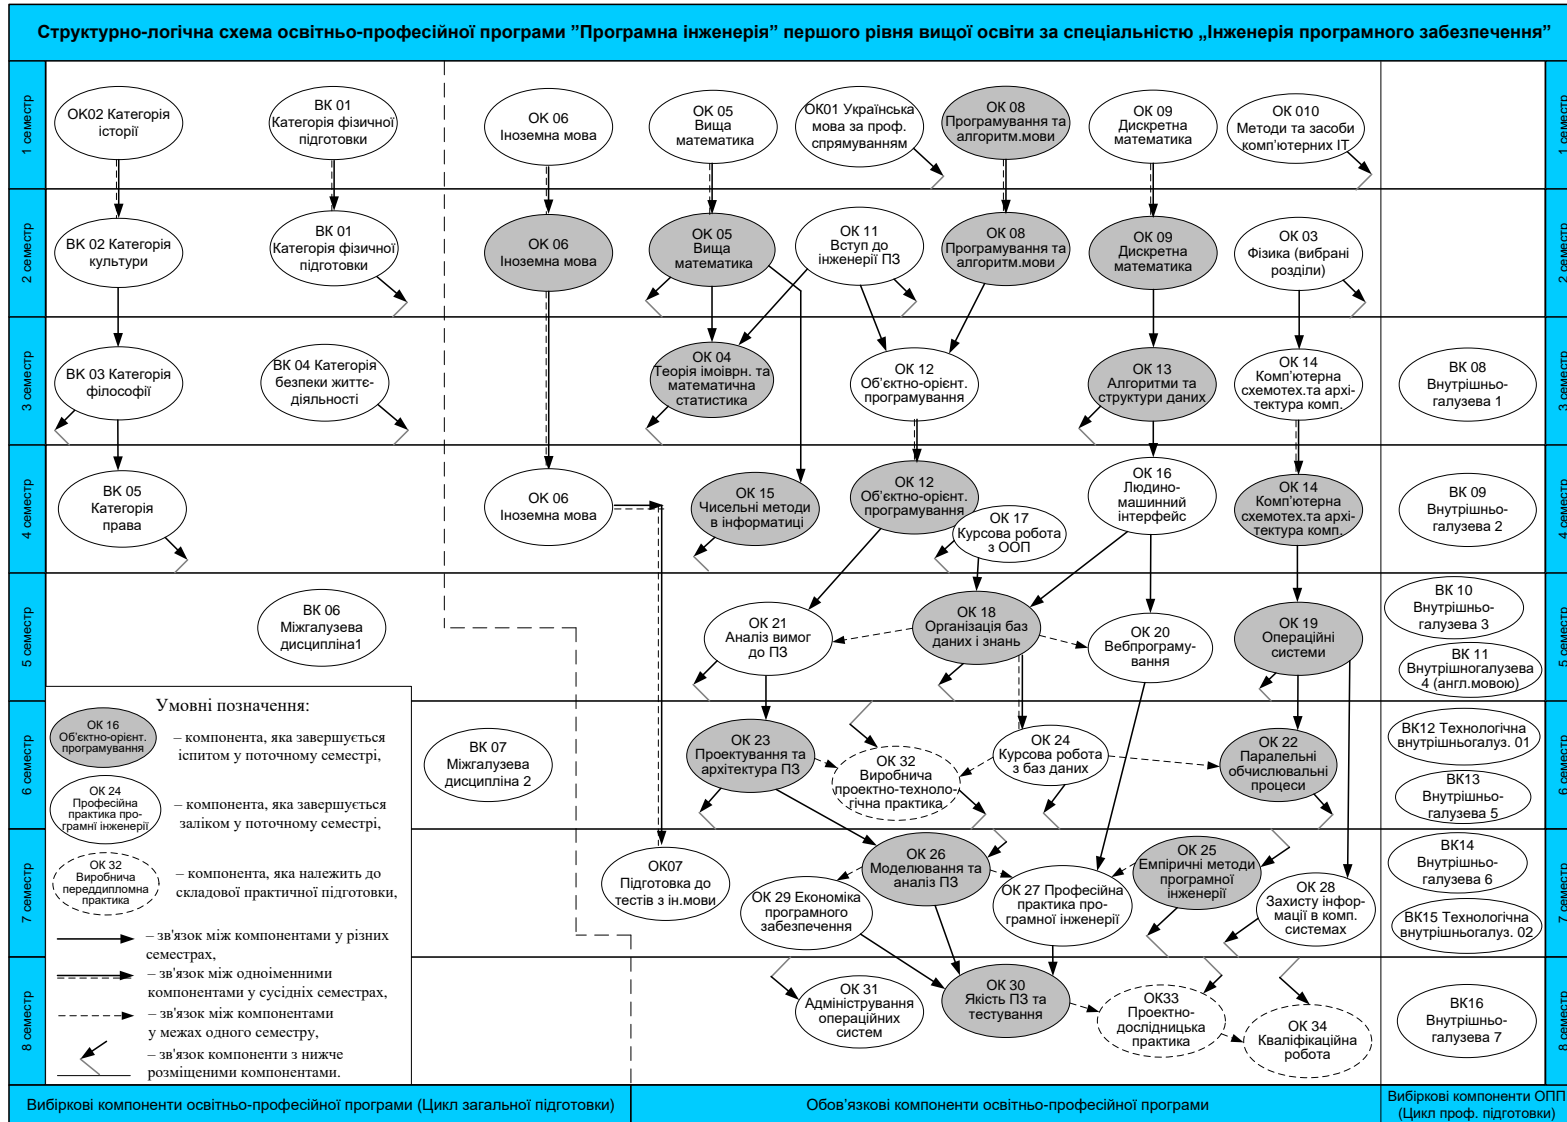 Структурно-логічна схема освітньо-професійної програми ”Програмна інженерія” першого рівня вищої освіти за спеціальністю „Інженерія програмного забезпечення”
1 семестр
ОК02 Категорія
історії
ВК 01
Категорія фізичної
підготовки
ОК 06
Іноземна мова
ОК 05
Вища
математика
ОК01 Українська
мова за проф.
спрямуванням
ОК 08
Програмування та
алгоритм.мови
ОК 09
Дискретна
математика
ОК 010
Методи та засоби
комп’ютерних ІТ
1 семестр
2 семестр
ВК 02 Категорія
культури
ВК 01
Категорія фізичної
підготовки
ОК 06
Іноземна мова
ОК 05
Вища
математика
ОК 11
Вступ до
інженерії ПЗ
ОК 08
Програмування та
алгоритм.мови
ОК 09
Дискретна
математика
ОК 03
Фізика (вибрані
розділи)
2 семестр
3 семестр
ВК 03 Категорія
філософії
ВК 04 Категорія
безпеки життє-
діяльності
ОК 04
Теорія імоіврн. та
математична
статистика
ОК 12
Об’єктно-орієнт.
програмування
ОК 13
Алгоритми та
структури даних
ОК 14
Комп’ютерна
схемотех.та архі-
тектура комп.
ВК 08
Внутрішньо-
галузева 1
3 семестр
4 семестр
ВК 05
Категорія
права
ОК 06
Іноземна мова
ОК 15
Чисельні методи
в інформатиці
ОК 12
Об’єктно-орієнт.
програмування
ОК 17
Курсова робота
з ООП
ОК 16
Людино-
машинний
інтерфейс
ОК 14
Комп’ютерна
схемотех.та архі-
тектура комп.
ВК 09
Внутрішньо-
галузева 2
4 семестр
5 семестр
ВК 06
Міжгалузева
дисципліна1
ОК 21
Аналіз вимог
до ПЗ
ОК 18
Організація баз
даних і знань
ОК 20
Вебпрограму-
вання
ОК 19
Операційні
системи
ВК 10
Внутрішньо-
галузева 3
ВК 11
Внутрішногалузева
4 (англ.мовою)
5 семестр
6 семестр
ВК 07
Міжгалузева
дисципліна 2
ОК 23
Проектування та
архітектура ПЗ
ОК 32
Виробнича
проектно-техноло-
гічна практика
ОК 24
Курсова робота
з баз даних
ОК 22
Паралельні
обчислювальні
процеси
ВК12 Технологічна
внутрішньогалуз. 01
ВК13
Внутрішньо-
галузева 5
6 семестр
7 семестр
ОК07
Підготовка до
тестів з ін.мови
ОК 29 Економіка
програмного
забезпечення
ОК 26
Моделювання та
аналіз ПЗ
ОК 27 Професійна
практика про-
грамної інженерії
ОК 25
Емпіричні методи
програмної
інженерії
ОК 28
Захисту інфор-
мації в комп.
системах
ВК14
Внутрішньо-
галузева 6
ВК15 Технологічна
внутрішньогалуз. 02
7 семестр
8 семестр
ОК 31
Адміністрування
операційних
систем
ОК 30
Якість ПЗ та
тестування
ОК33
Проектно-
дослідницька
практика
ОК 34
Кваліфікаційна
робота
ВК16
Внутрішньо-
галузева 7
8 семестр
Умовні позначення:
ОК 16
Об’єктно-орієнт.
програмування
– компонента, яка завершується
іспитом у поточному семестрі,
ОК 24
Професійна
практика про-
грамнї інженерії
– компонента, яка завершується
заліком у поточному семестрі,
ОК 32
Виробнича
переддипломна
практика
– компонента, яка належить до
складової практичної підготовки,
– зв'язок між компонентами у різних
семестрах,
– зв'язок між одноіменними
компонентами у сусідніх семестрах,
– зв'язок між компонентами
у межах одного семестру,
– зв'язок компоненти з нижче
розміщеними компонентами.
Вибіркові компоненти освітньо-професійної програми (Цикл загальної підготовки)
Обов’язкові компоненти освітньо-професійної програми
Вибіркові компоненти ОПП
(Цикл проф. підготовки)